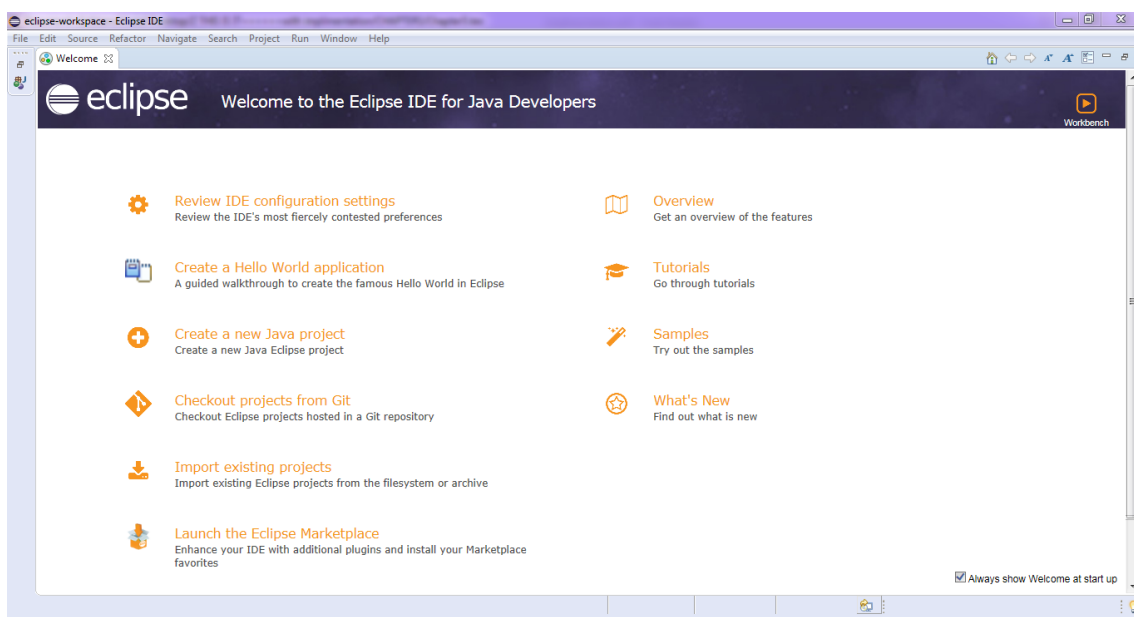 eclipse-workspace - Eclipse IDE
File Edit Source Refactor Navigate Search Project Run Window Help
Welcome
eclipse Welcome to the Eclipse IDE for Java Developers
Workbench
Review IDE configuration settings
Review the IDE's most fiercely contested preferences
Create a Hello World application
A guided walkthrough to create the famous Hello World in Eclipse
Create a new Java project
Create a new Java Eclipse project
Checkout projects from Git
Checkout Eclipse projects hosted in a Git repository
Import existing projects
Import existing Eclipse projects from the filesystem or archive
Launch the Eclipse Marketplace
Enhance your IDE with additional plugins and install your Marketplace
favorites
Overview
Get an overview of the features
Tutorials
Go through tutorials
Samples
Try out the samples
What's New
Find out what is new
Always show Welcome at start up